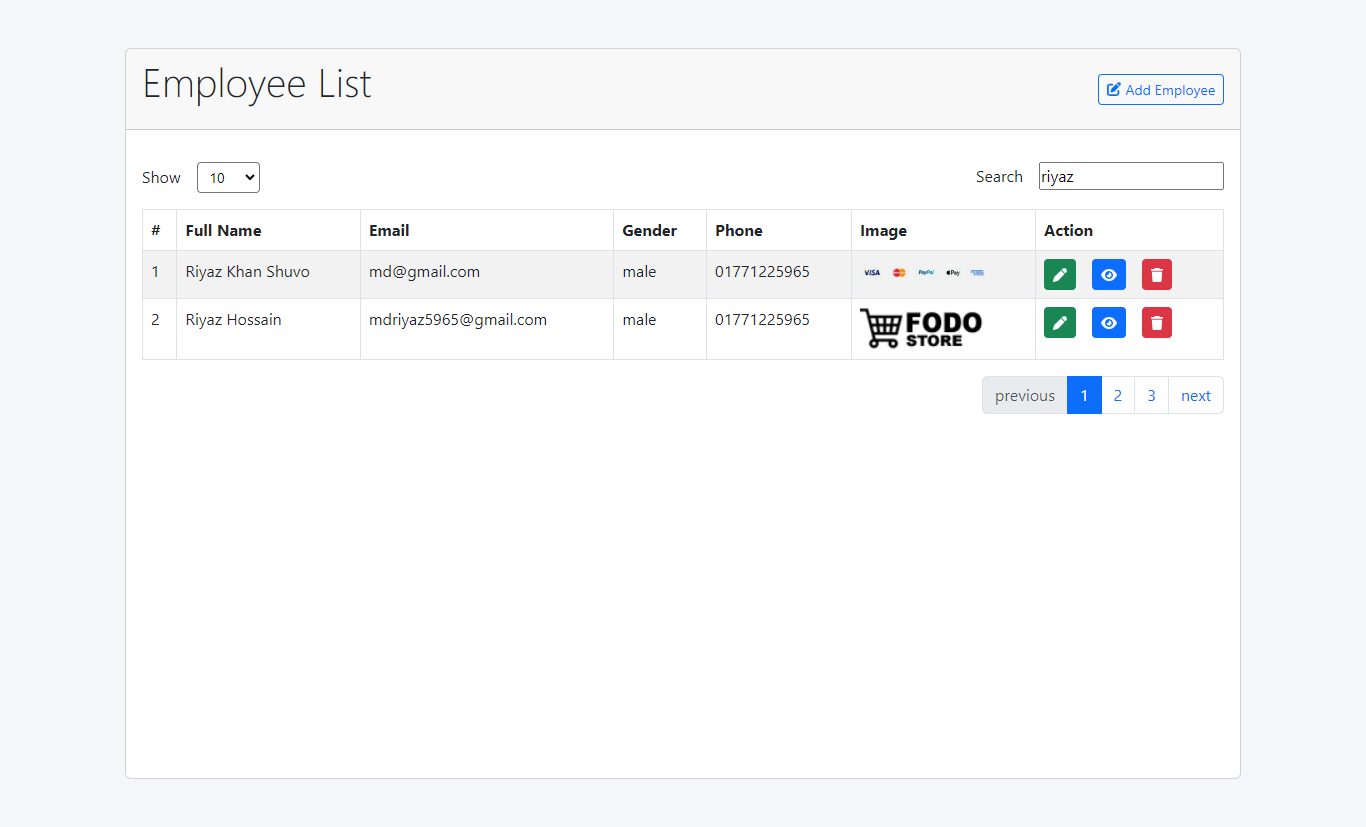 Employee List
Add Employee
Show 10
Search riyaz
# Full Name Email Gender Phone Image Action
1 Riyaz Khan Shuvo md@gmail.com male 01771225965 VISA PayPal Pay
2 Riyaz Hossain mdriyaz5965@gmail.com male 01771225965 FODO
STORE
previous 1 2 3 next